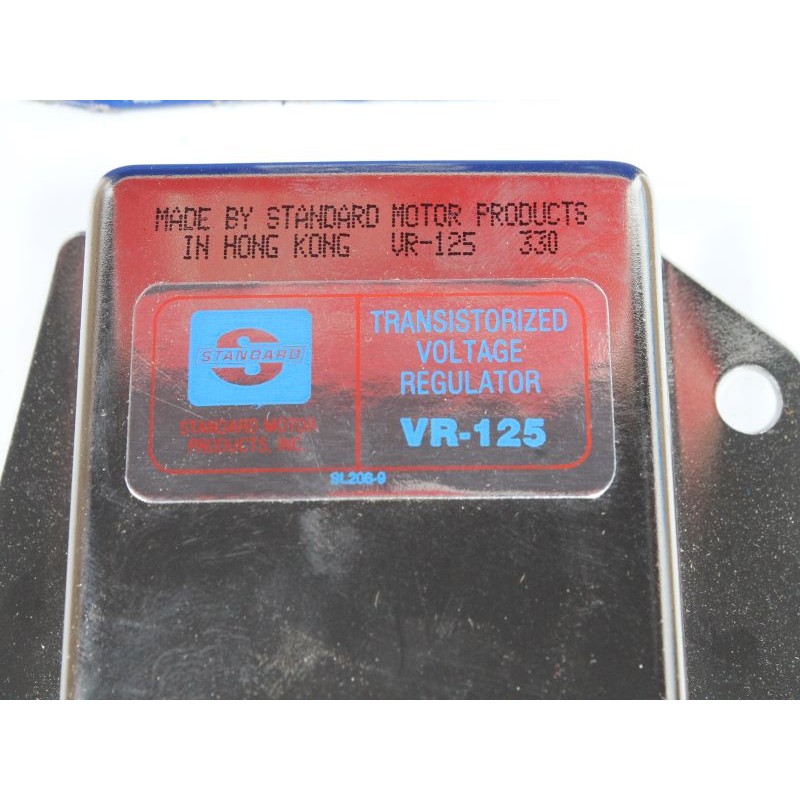 MADE BY STANDARD MOTOR PRODUCTS
IN HONG KONG VR-125 330
S
STANDARD
STANDARD MOTOR
PRODUCTS, INC.
TRANSISTORIZED
VOLTAGE
REGULATOR
VR-125
SL206-9